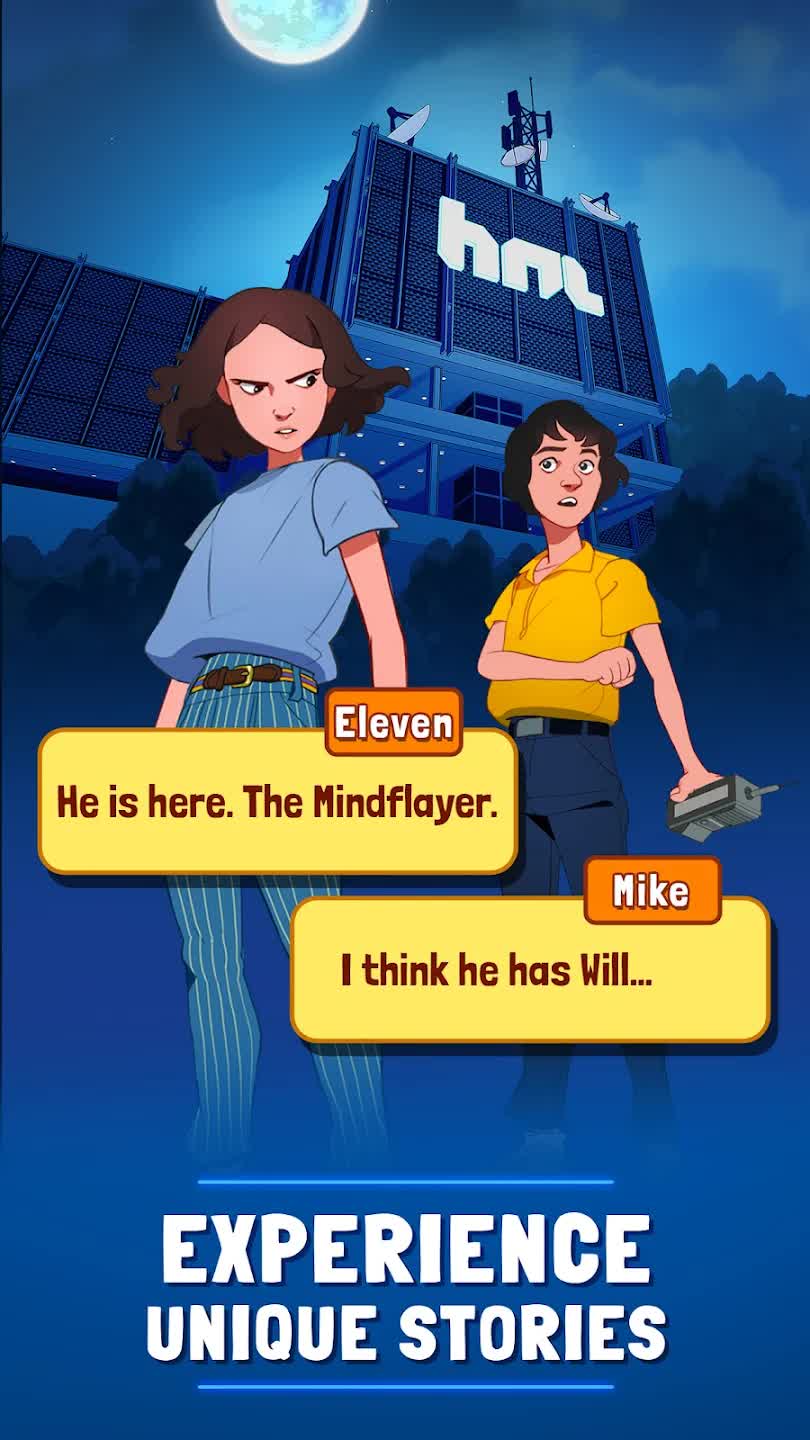 hnl
Eleven
He is here. The Mindflayer.
Mike
I think he has Will...
EXPERIENCE
UNIQUE STORIES